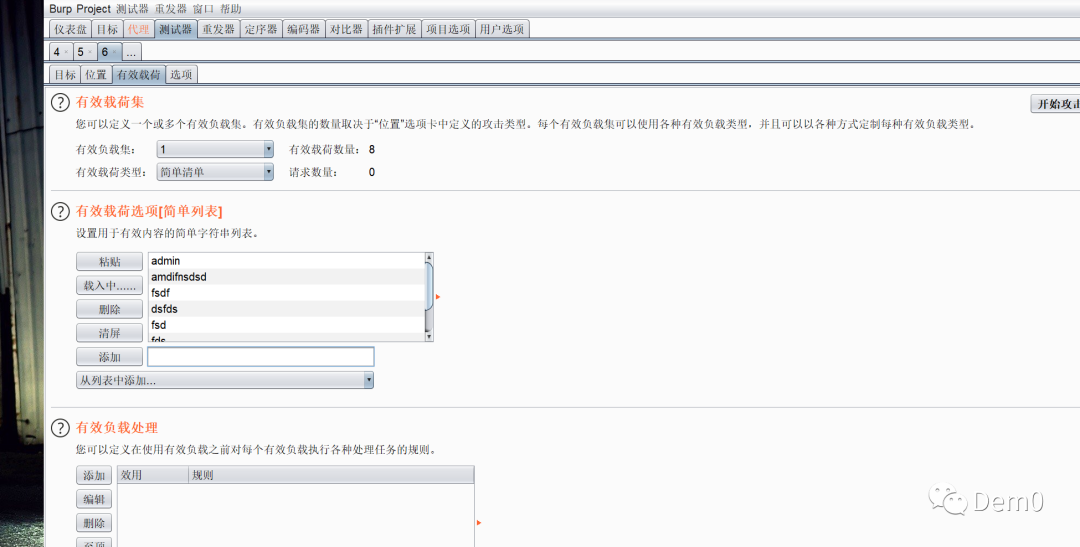 Burp Project 测试器 重发器 窗口 帮助
仪表盘 目标 代理 测试器 重发器 定序器 编码器 对比器 插件扩展 项目选项 用户选项
4 × 5 × 6 × ...
目标 位置 有效载荷 选项
? 有效载荷集
开始攻击
您可以定义一个或多个有效负载集。有效负载集的数量取决于“位置”选项卡中定义的攻击类型。每个有效负载集可以使用各种有效负载类型，并且可以以各种方式定制每种有效负载类型。
有效负载集: 1 有效载荷数量: 8
有效载荷类型: 简单清单 请求数量: 0
? 有效载荷选项[简单列表]
设置用于有效内容的简单字符串列表。
粘贴 admin
载入中...... amdifnsdsd
fsdf
删除 dsfds
清屏 fsd
fds
添加
从列表中添加...
? 有效负载处理
您可以定义在使用有效负载之前对每个有效负载执行各种处理任务的规则。
添加 效用 规则
编辑
删除
Dem0